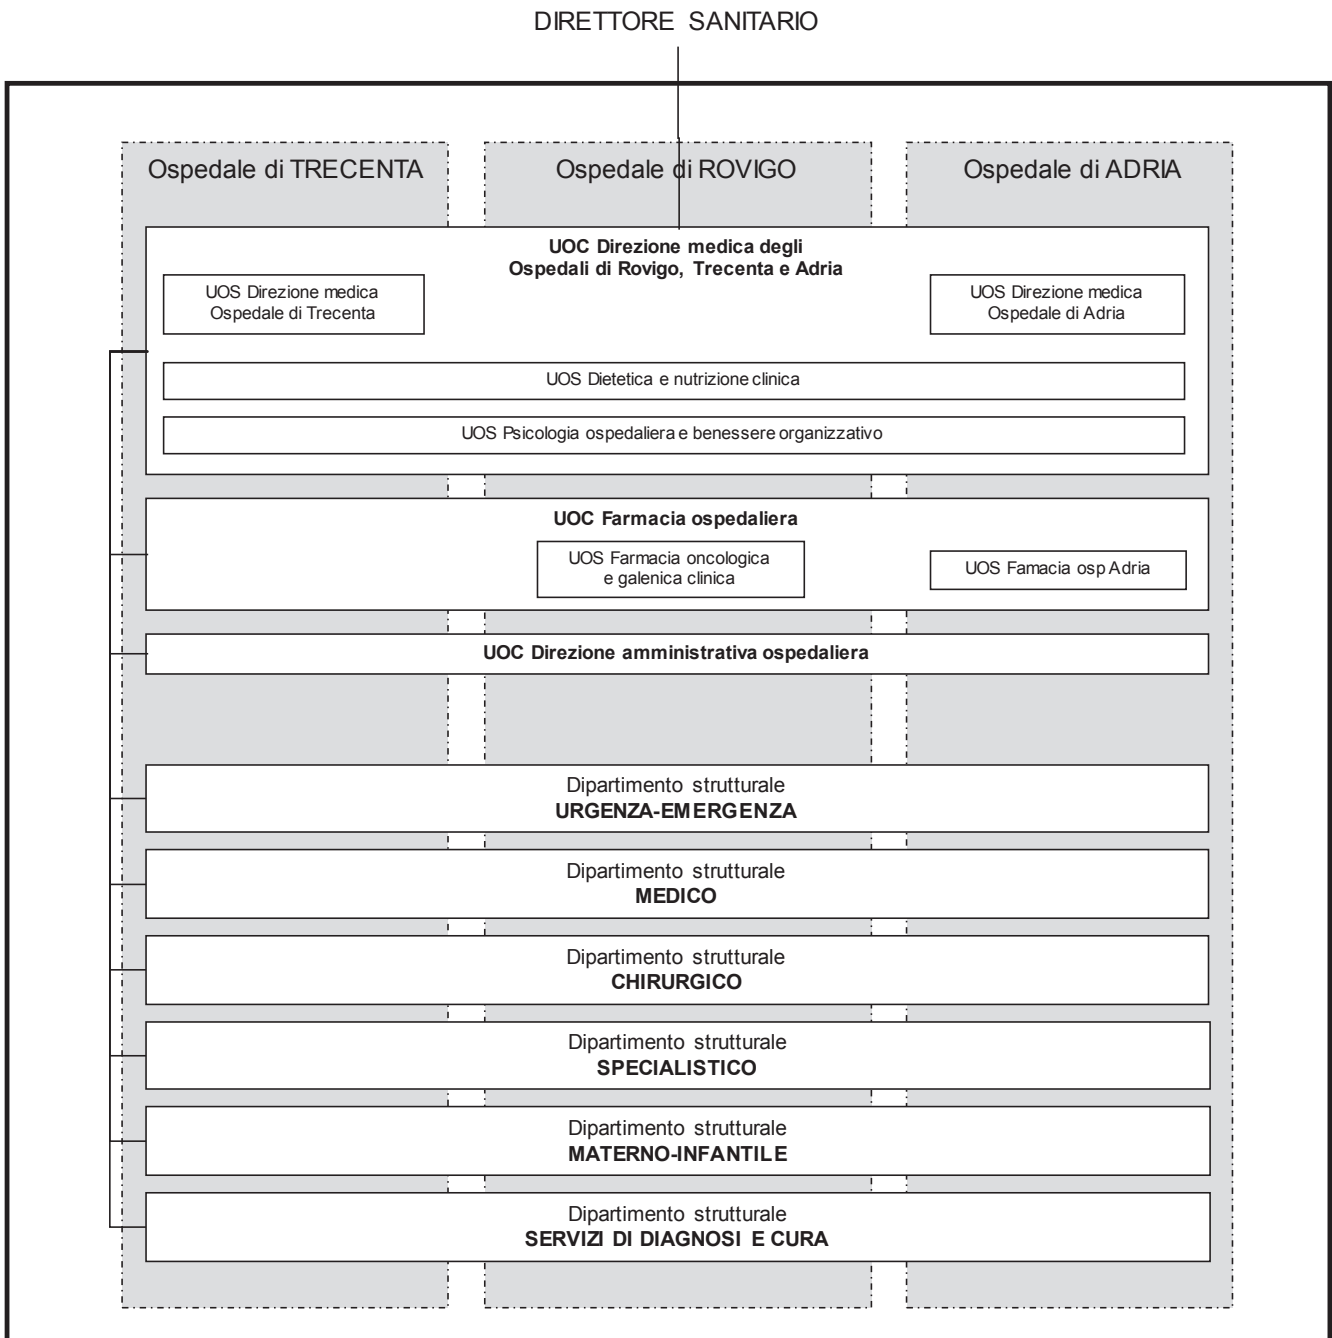 DIRETTORE SANITARIO
Ospedale di TRECENTA
Ospedale di ROVIGO
Ospedale di ADRIA
UOC Direzione medica degli
Ospedali di Rovigo, Trecenta e Adria
UOS Direzione medica
Ospedale di Trecenta
UOS Direzione medica
Ospedale di Adria
UOS Dietetica e nutrizione clinica
UOS Psicologia ospedaliera e benessere organizzativo
UOC Farmacia ospedaliera
UOS Farmacia oncologica
e galenica clinica
UOS Famacia osp Adria
UOC Direzione amministrativa ospedaliera
Dipartimento strutturale
URGENZA-EMERGENZA
Dipartimento strutturale
MEDICO
Dipartimento strutturale
CHIRURGICO
Dipartimento strutturale
SPECIALISTICO
Dipartimento strutturale
MATERNO-INFANTILE
Dipartimento strutturale
SERVIZI DI DIAGNOSI E CURA